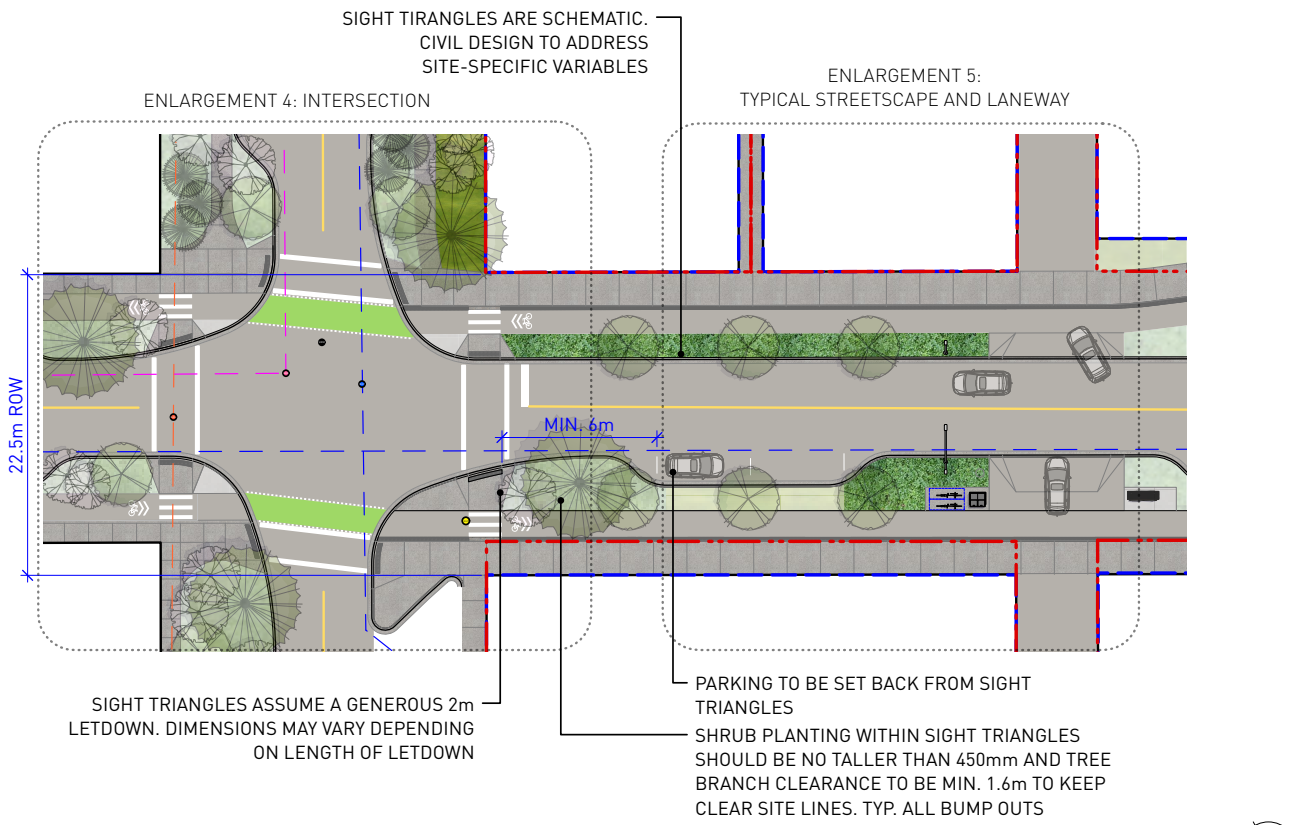 SIGHT TIRANGLES ARE SCHEMATIC.
CIVIL DESIGN TO ADDRESS
SITE-SPECIFIC VARIABLES
ENLARGEMENT 4: INTERSECTION
ENLARGEMENT 5:
TYPICAL STREETSCAPE AND LANEWAY
22.5m ROW
MIN. 6m
SIGHT TRIANGLES ASSUME A GENEROUS 2m
LETDOWN. DIMENSIONS MAY VARY DEPENDING
ON LENGTH OF LETDOWN
PARKING TO BE SET BACK FROM SIGHT
TRIANGLES
SHRUB PLANTING WITHIN SIGHT TRIANGLES
SHOULD BE NO TALLER THAN 450mm AND TREE
BRANCH CLEARANCE TO BE MIN. 1.6m TO KEEP
CLEAR SITE LINES. TYP. ALL BUMP OUTS